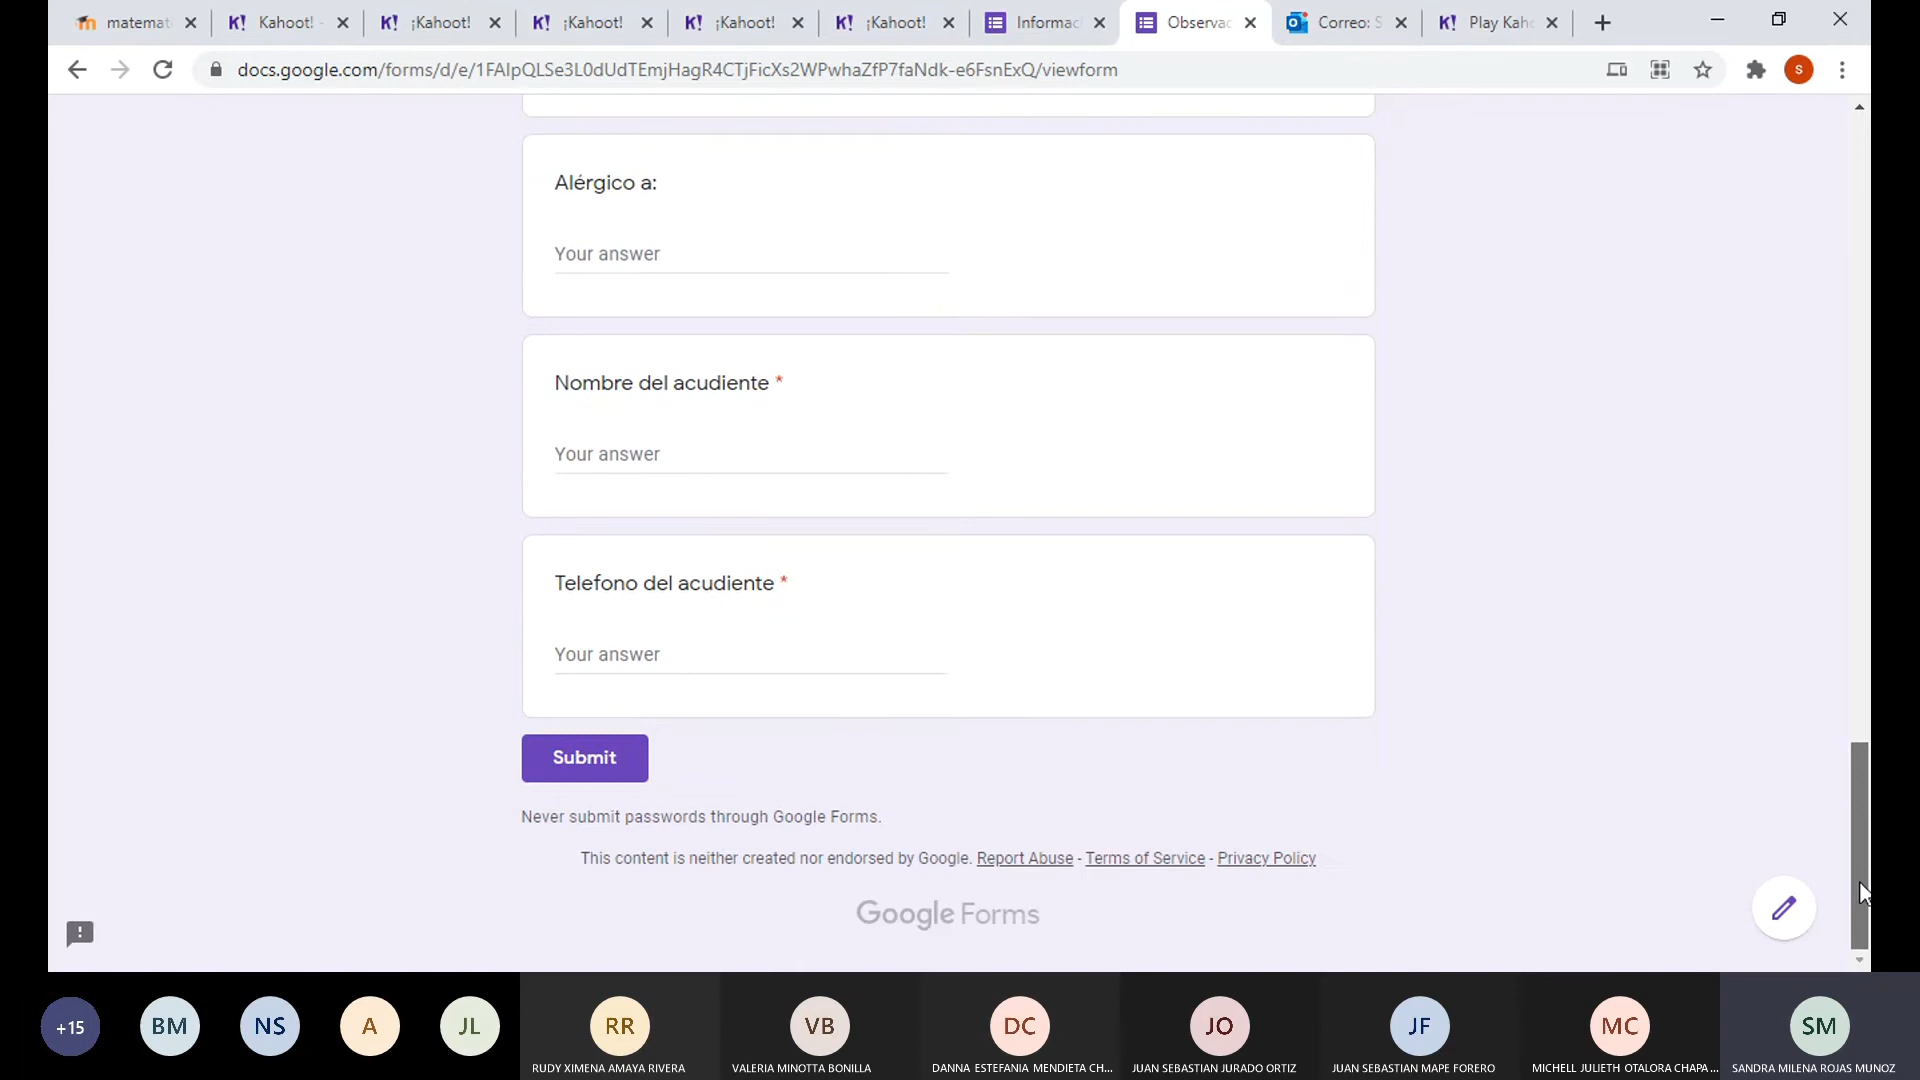 matemat
Kahoot! -
¡Kahoot!
¡Kahoot!
¡Kahoot!
¡Kahoot!
Informac
Observac
Correo: S
Play Kaho
docs.google.com/forms/d/e/1FAIpQLSe3L0dUdTEmjHagR4CTjFicXs2WPwhaZfP7faNdk-e6FsnExQ/viewform
S
Alérgico a:
Your answer
Nombre del acudiente *
Your answer
Telefono del acudiente *
Your answer
Submit
Never submit passwords through Google Forms.
This content is neither created nor endorsed by Google. Report Abuse - Terms of Service - Privacy Policy
Google Forms
+15
BM
NS
A
JL
RR
VB
DC
JO
JF
MC
SM
RUDY XIMENA AMAYA RIVERA
VALERIA MINOTTA BONILLA
DANNA ESTEFANIA MENDIETA CH...
JUAN SEBASTIAN JURADO ORTIZ
JUAN SEBASTIAN MAPE FORERO
MICHELL JULIETH OTALORA CHAPA ...
SANDRA MILENA ROJAS MUNOZ